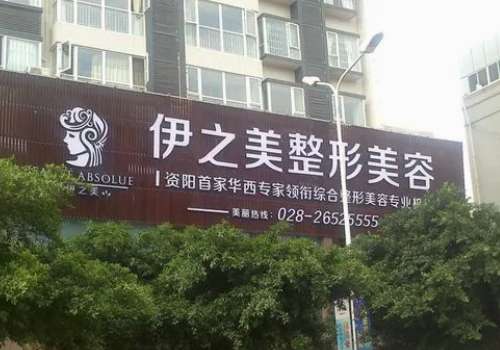 伊之美整形美容
ABSOLUE
伊之美
资阳首家华西专家领衔综合整形美容专业机
美丽热线: 028-26525555